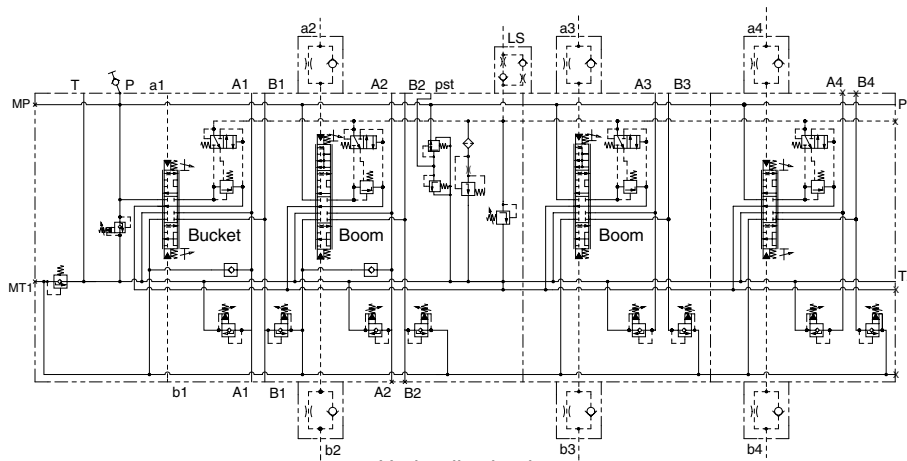 a2 a3 a4
LS
T P a1 A1 B1 A2 B2 pst A3 B3 A4 B4
MP P
Bucket Boom Boom
MT1 T
b1 A1 B1 A2 B2
b2 b3 b4